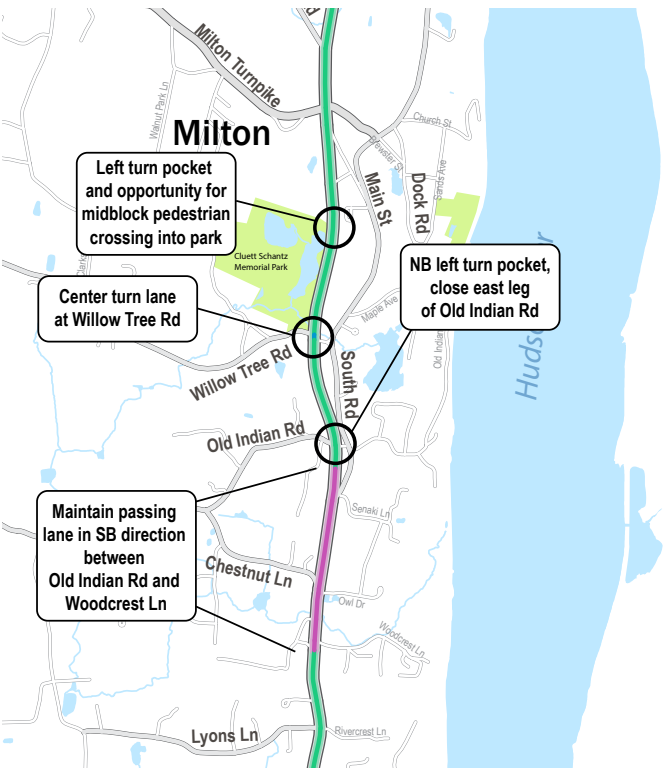 Rd
Milton Turnpike
Walnut Park Ln
Milton
Church St
Brewster St
Sands Ave
Left turn pocket
and opportunity for
midblock pedestrian
crossing into park
Main St
Dock Rd
Cluett Schantz
Memorial Park
NB left turn pocket,
close east leg
of Old Indian Rd
Center turn lane
at Willow Tree Rd
Maple Ave
Old Indian
Hudson
Willow Tree Rd
South Rd
Old Indian Rd
Maintain passing
lane in SB direction
between
Old Indian Rd and
Woodcrest Ln
Senaki Ln
Chestnut Ln
Owl Dr
Woodcrest Ln
Lyons Ln
Rivercrest Ln